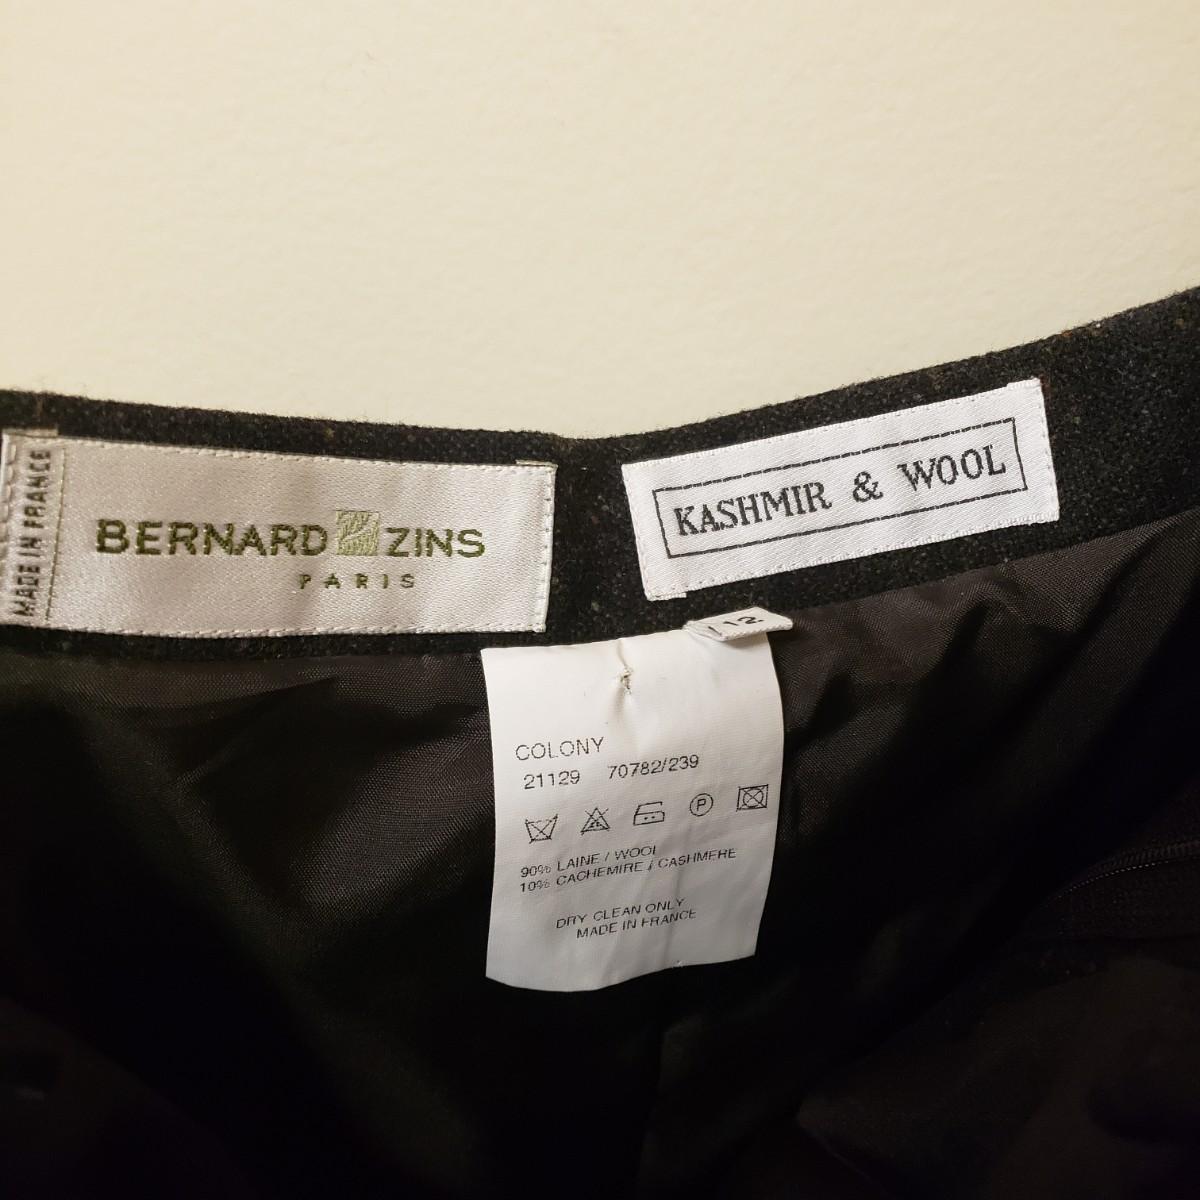 MADE IN FRANCE
BERNARD ZINS
PARIS
KASHMIR & WOOL
12
COLONY
21129 70782/239
P
90% LAINE / WOOL
10% CACHEMIRE / CASHMERE
DRY CLEAN ONLY
MADE IN FRANCE